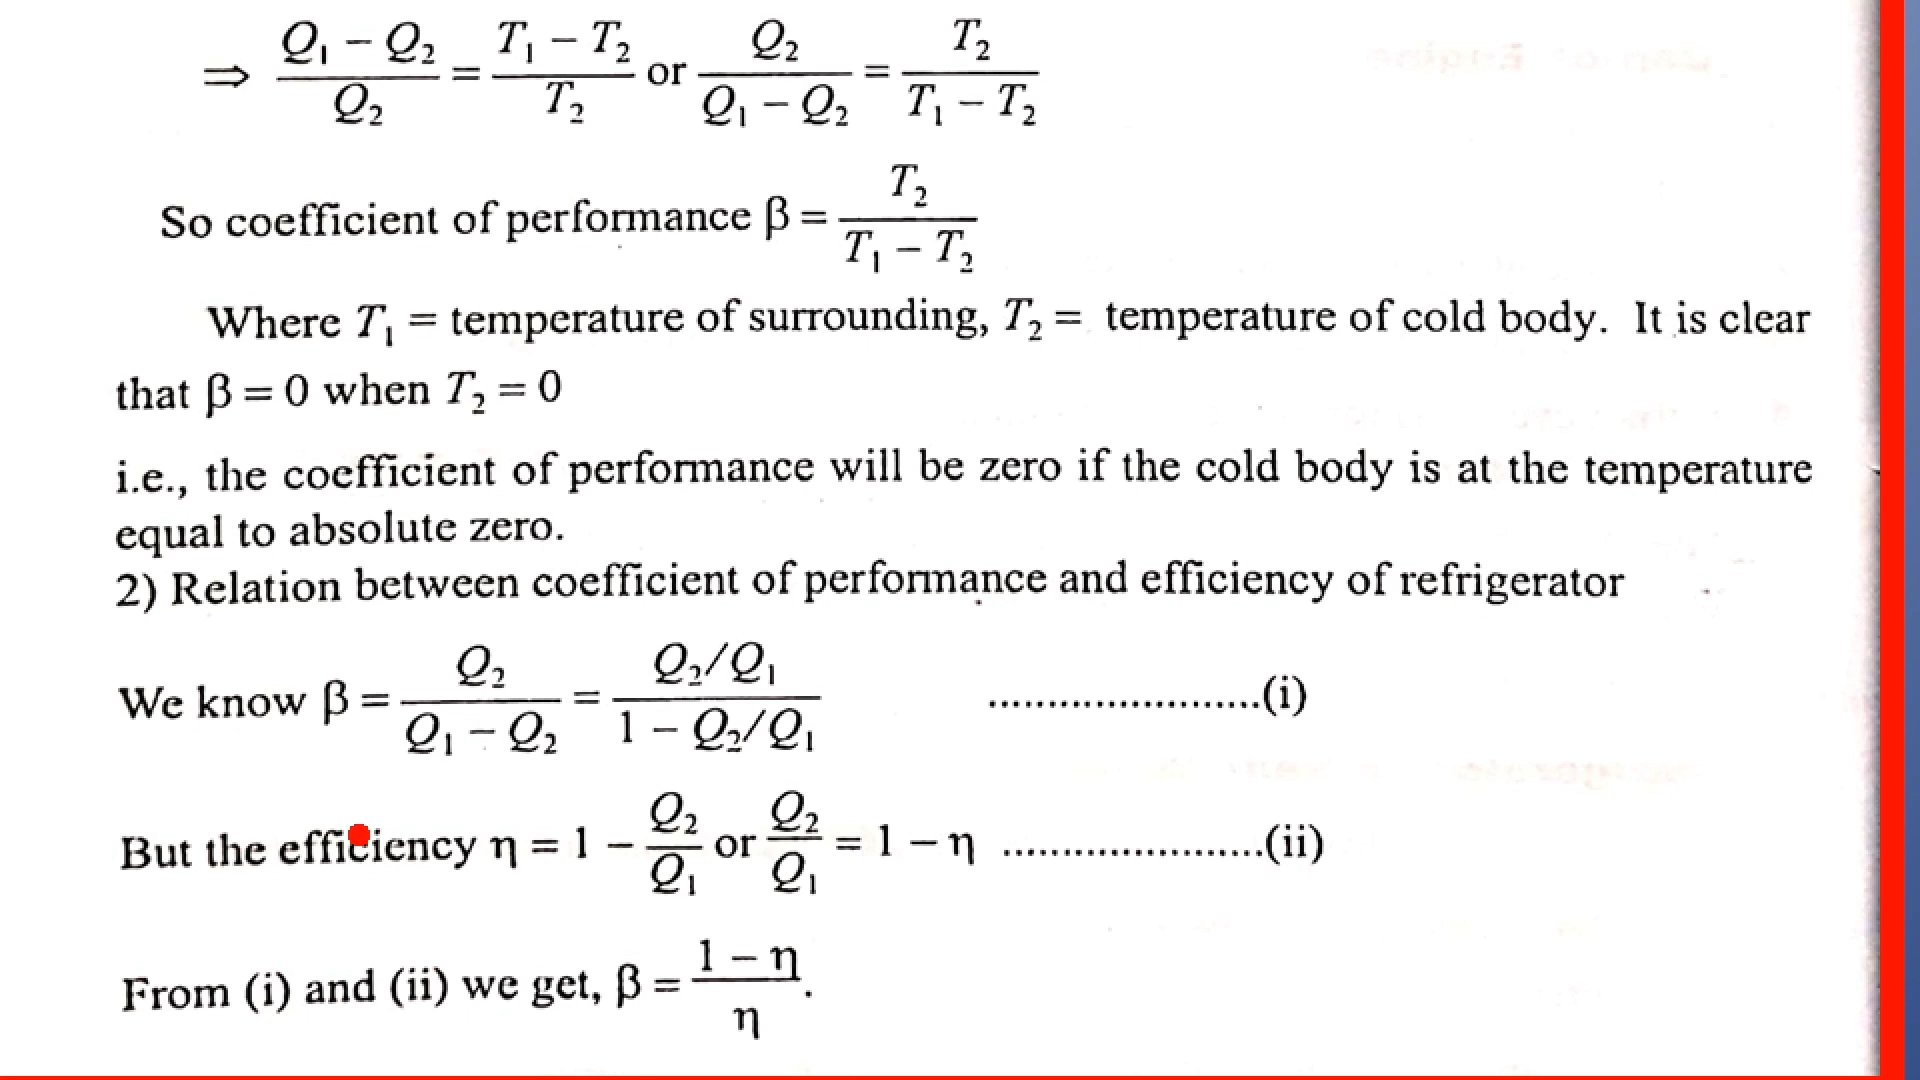 ⇒ (Q₁ − Q₂)/Q₂ = (T₁ − T₂)/T₂ or Q₂/(Q₁ − Q₂) = T₂/(T₁ − T₂)
So coefficient of performance β = T₂/(T₁ − T₂)
Where T₁ = temperature of surrounding, T₂ = temperature of cold body. It is clear
that β = 0 when T₂ = 0
i.e., the coefficient of performance will be zero if the cold body is at the temperature
equal to absolute zero.
2) Relation between coefficient of performance and efficiency of refrigerator
We know β = Q₂/(Q₁ − Q₂) = (Q₂/Q₁)/(1 − Q₂/Q₁) .......................(i)
But the efficiency η = 1 − Q₂/Q₁ or Q₂/Q₁ = 1 − η ......................(ii)
From (i) and (ii) we get, β = (1 − η)/η.